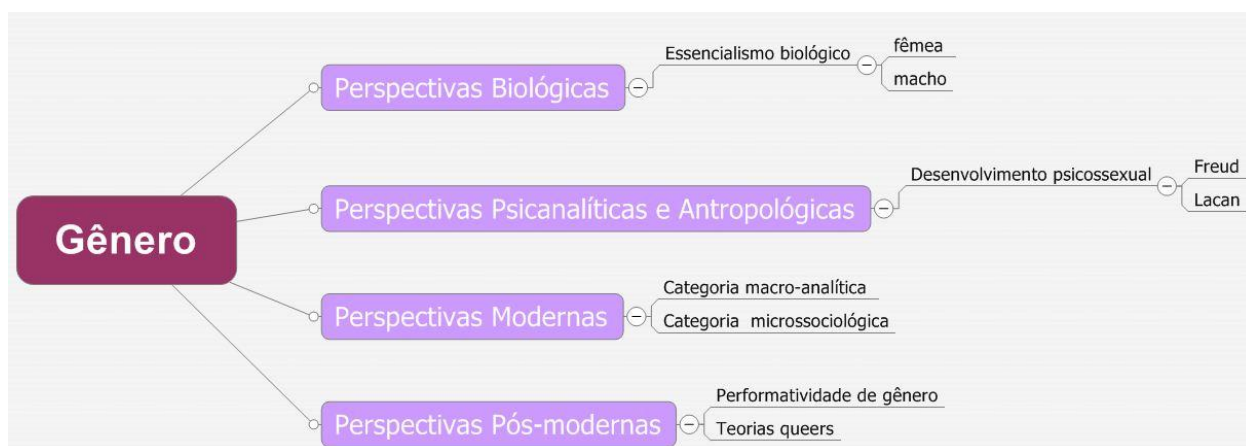 Gênero
Perspectivas Biológicas
Essencialismo biológico
fêmea
macho
Perspectivas Psicanalíticas e Antropológicas
Desenvolvimento psicossexual
Freud
Lacan
Perspectivas Modernas
Categoria macro-analítica
Categoria microssociológica
Perspectivas Pós-modernas
Performatividade de gênero
Teorias queers